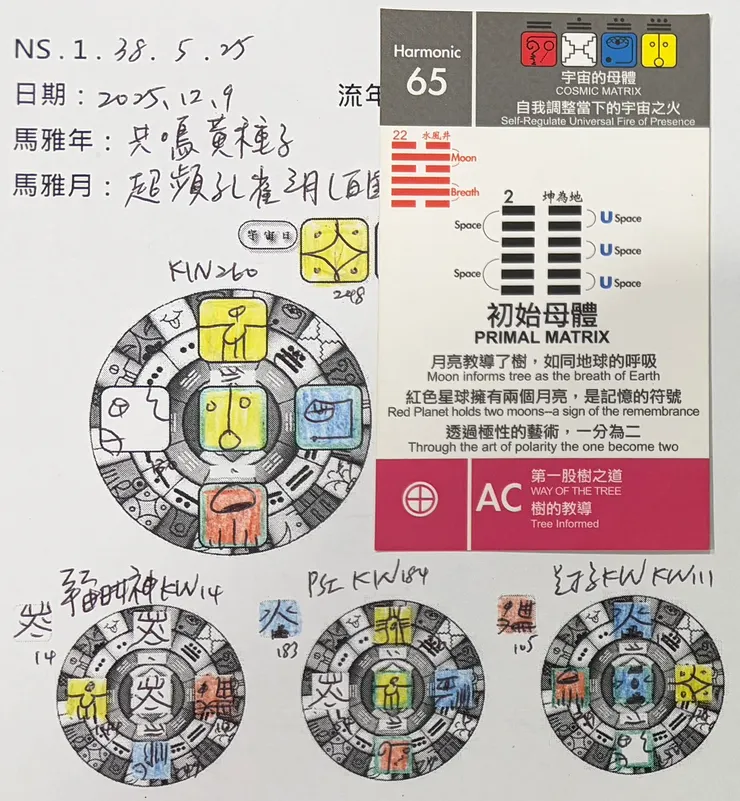 NS.1.38.5.25
日期：2025.12.9
流年
馬雅年：共鳴黃種子
馬雅月：超頻孔雀月
宇宙日
KIN260
248
Harmonic
65
宇宙的母體
COSMIC MATRIX
自我調整當下的宇宙之火
Self-Regulate Universal Fire of Presence
22 水風井
Moon
Breath
2 坤為地
Space U Space
U Space
Space U Space
初始母體
PRIMAL MATRIX
月亮教導了樹，如同地球的呼吸
Moon informs tree as the breath of Earth
紅色星球擁有兩個月亮，是記憶的符號
Red Planet holds two moons–a sign of the remembrance
透過極性的藝術，一分為二
Through the art of polarity the one become two
AC
第一股樹之道
WAY OF THE TREE
樹的教導
Tree Informed
KIN14
14
PSI KIN184
183
KIN KIN111
105